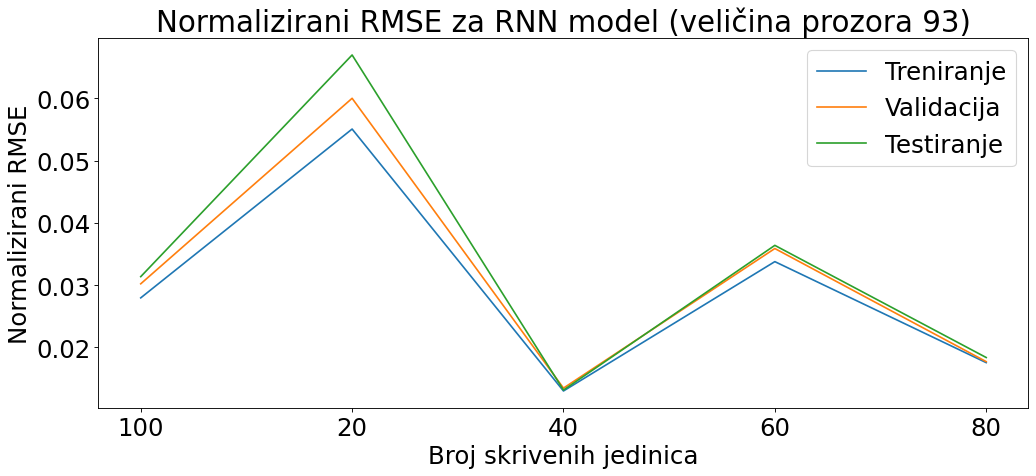 Normalizirani RMSE za RNN model (veličina prozora 93)
Treniranje
Validacija
Testiranje
Normalizirani RMSE
0.06
0.05
0.04
0.03
0.02
100 20 40 60 80
Broj skrivenih jedinica